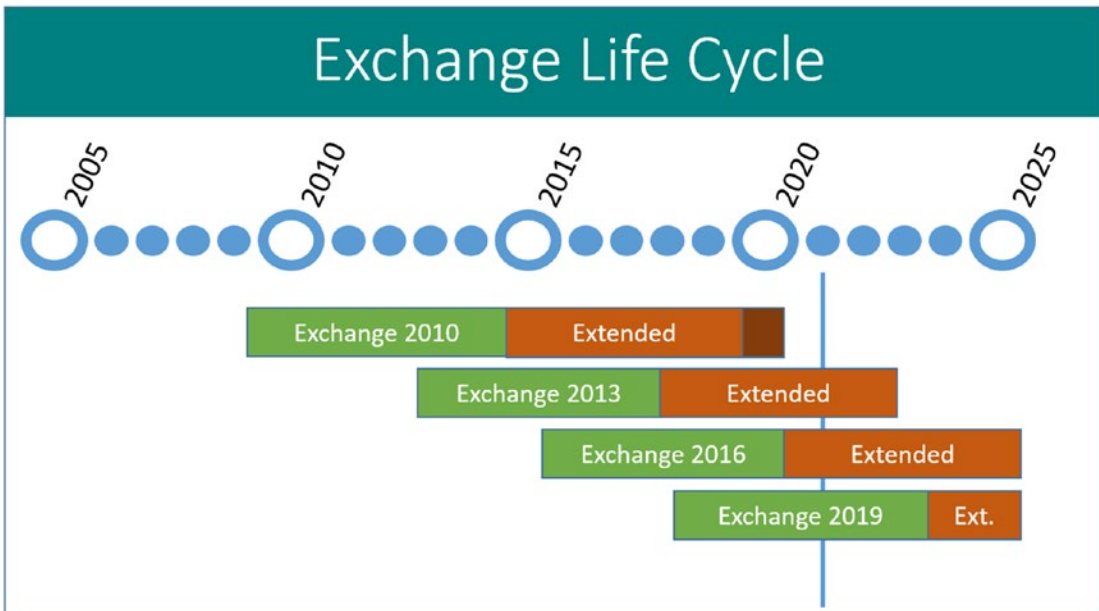 Exchange Life Cycle
2005
2010
2015
2020
2025
Exchange 2010
Extended
Exchange 2013
Extended
Exchange 2016
Extended
Exchange 2019
Ext.